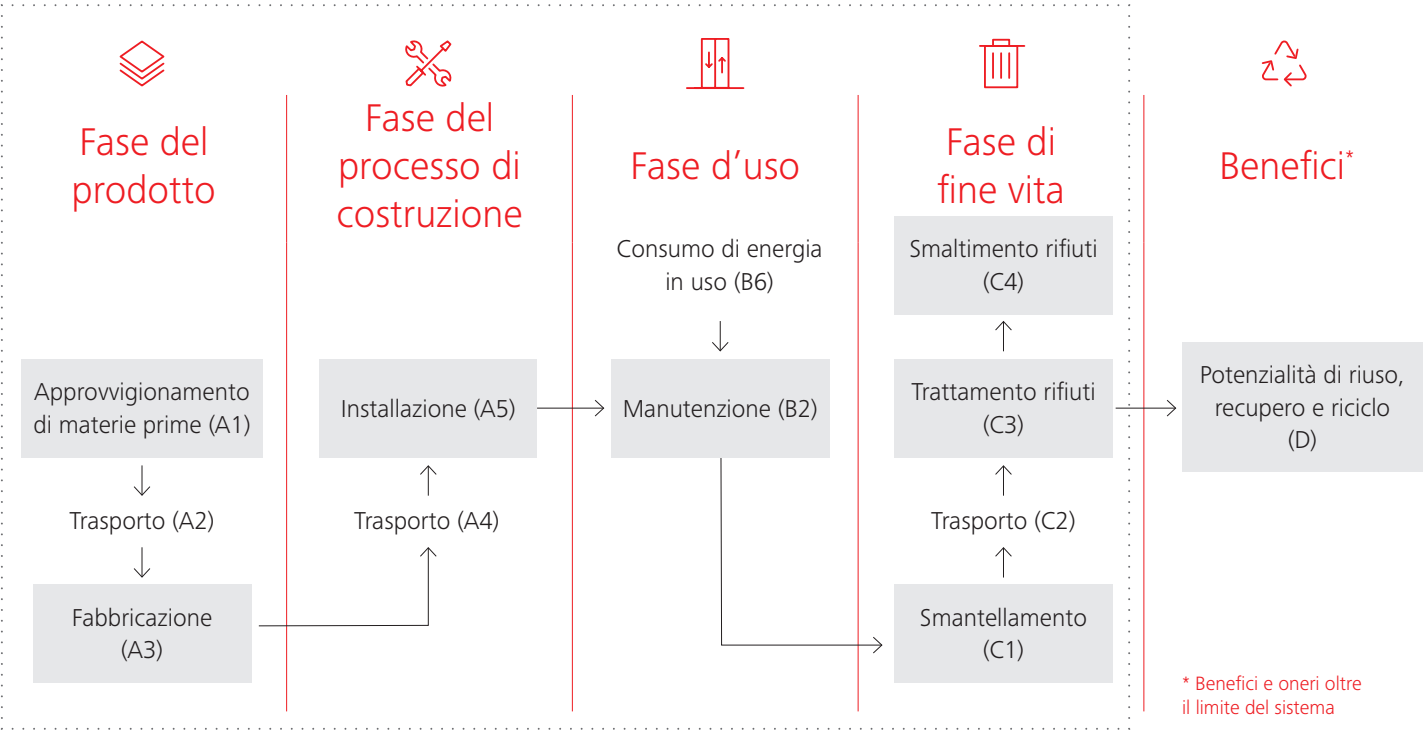 Fase del
prodotto
Approvvigionamento
di materie prime (A1)
Trasporto (A2)
Fabbricazione
(A3)
Fase del
processo di
costruzione
Installazione (A5)
Trasporto (A4)
Fase d’uso
Consumo di energia
in uso (B6)
Manutenzione (B2)
Fase di
fine vita
Smaltimento rifiuti
(C4)
Trattamento rifiuti
(C3)
Trasporto (C2)
Smantellamento
(C1)
Benefici*
Potenzialità di riuso,
recupero e riciclo
(D)
* Benefici e oneri oltre
il limite del sistema